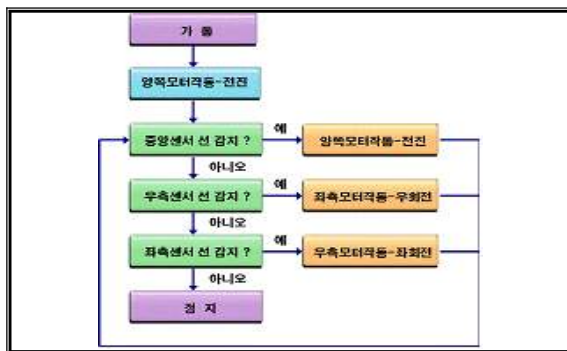 가 동
양쪽모터작동-전진
중앙센서 선 감지 ?
예
양쪽모터작동-전진
아니오
우측센서 선 감지 ?
예
좌측모터작동-우회전
아니오
좌측센서 선 감지 ?
예
우측모터작동-좌회전
아니오
정 지